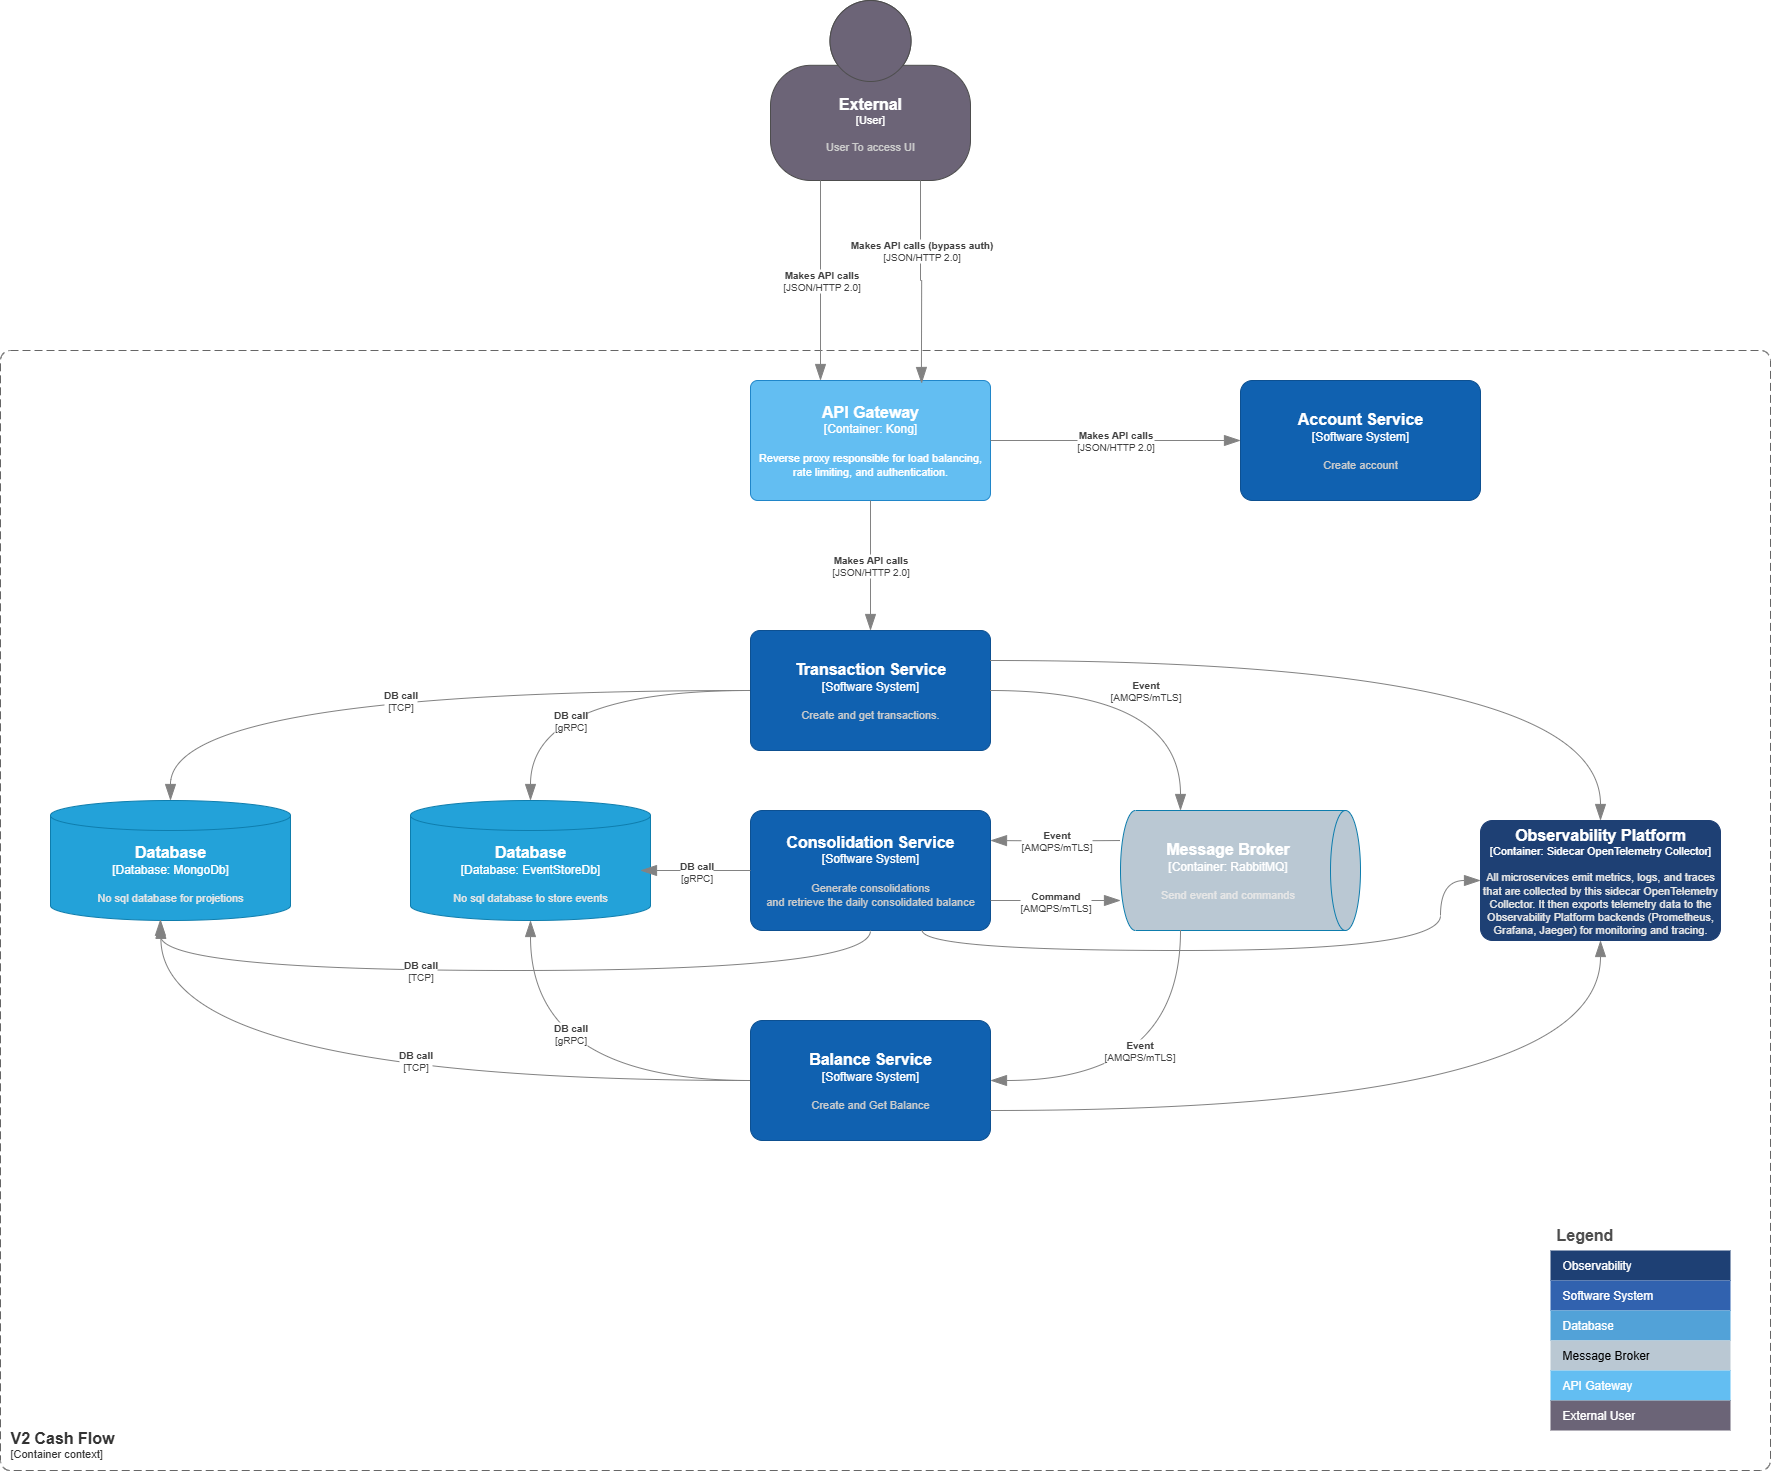 External
[User]
User To access UI
Makes API calls (bypass auth)
[JSON/HTTP 2.0]
Makes API calls
[JSON/HTTP 2.0]
API Gateway
[Container: Kong]
Reverse proxy responsible for load balancing,
rate limiting, and authentication.
Makes API calls
[JSON/HTTP 2.0]
Account Service
[Software System]
Create account
Makes API calls
[JSON/HTTP 2.0]
Transaction Service
[Software System]
Create and get transactions.
DB call
[TCP]
DB call
[gRPC]
Event
[AMQPS/mTLS]
Database
[Database: MongoDb]
No sql database for projetions
Database
[Database: EventStoreDb]
No sql database to store events
DB call
[gRPC]
Consolidation Service
[Software System]
Generate consolidations
and retrieve the daily consolidated balance
Event
[AMQPS/mTLS]
Command
[AMQPS/mTLS]
Message Broker
[Container: RabbitMQ]
Send event and commands
Observability Platform
[Container: Sidecar OpenTelemetry Collector]
All microservices emit metrics, logs, and traces
that are collected by this sidecar OpenTelemetry
Collector. It then exports telemetry data to the
Observability Platform backends (Prometheus,
Grafana, Jaeger) for monitoring and tracing.
DB call
[TCP]
DB call
[gRPC]
DB call
[TCP]
Event
[AMQPS/mTLS]
Balance Service
[Software System]
Create and Get Balance
Legend
Observability
Software System
Database
Message Broker
API Gateway
External User
V2 Cash Flow
[Container context]